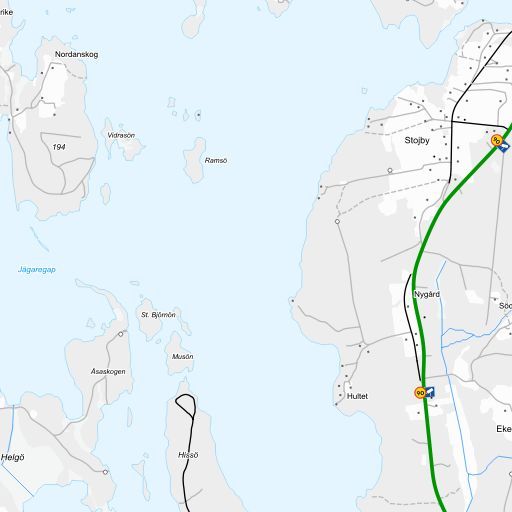 rike
Nordanskog
194
Vidrasön
Ramsö
Stojby
90
Jägaregap
St. Björnön
Nygård
Söd
Musön
Åsaskogen
90
Hultet
Eke
Helgö
Hissö